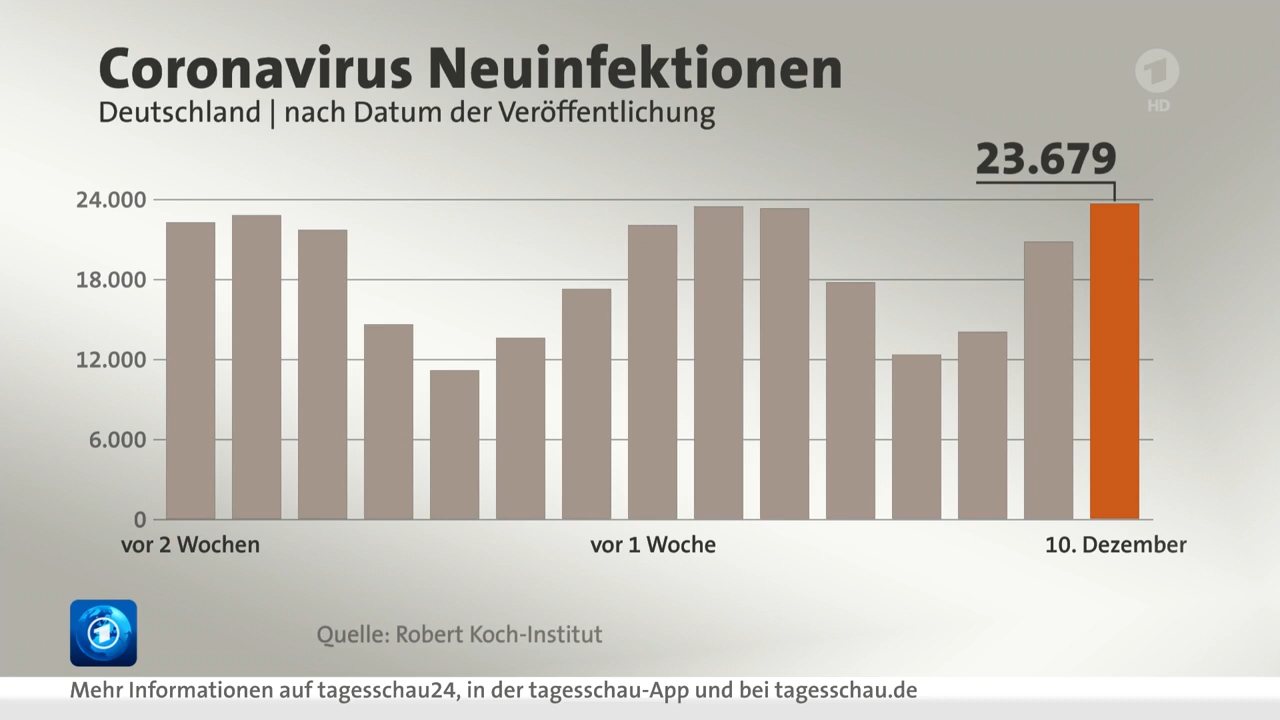 Coronavirus Neuinfektionen
Deutschland | nach Datum der Veröffentlichung
1
HD
23.679
24.000
18.000
12.000
6.000
0
vor 2 Wochen
vor 1 Woche
10. Dezember
1
Quelle: Robert Koch-Institut
Mehr Informationen auf tagesschau24, in der tagesschau-App und bei tagesschau.de